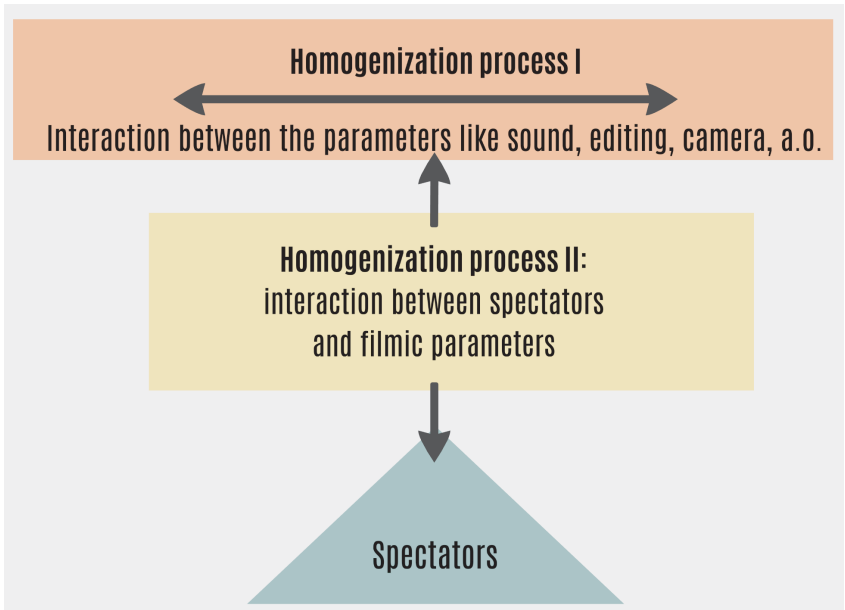 Homogenization process I
Interaction between the parameters like sound, editing, camera, a.o.
Homogenization process II:
interaction between spectators
and filmic parameters
Spectators